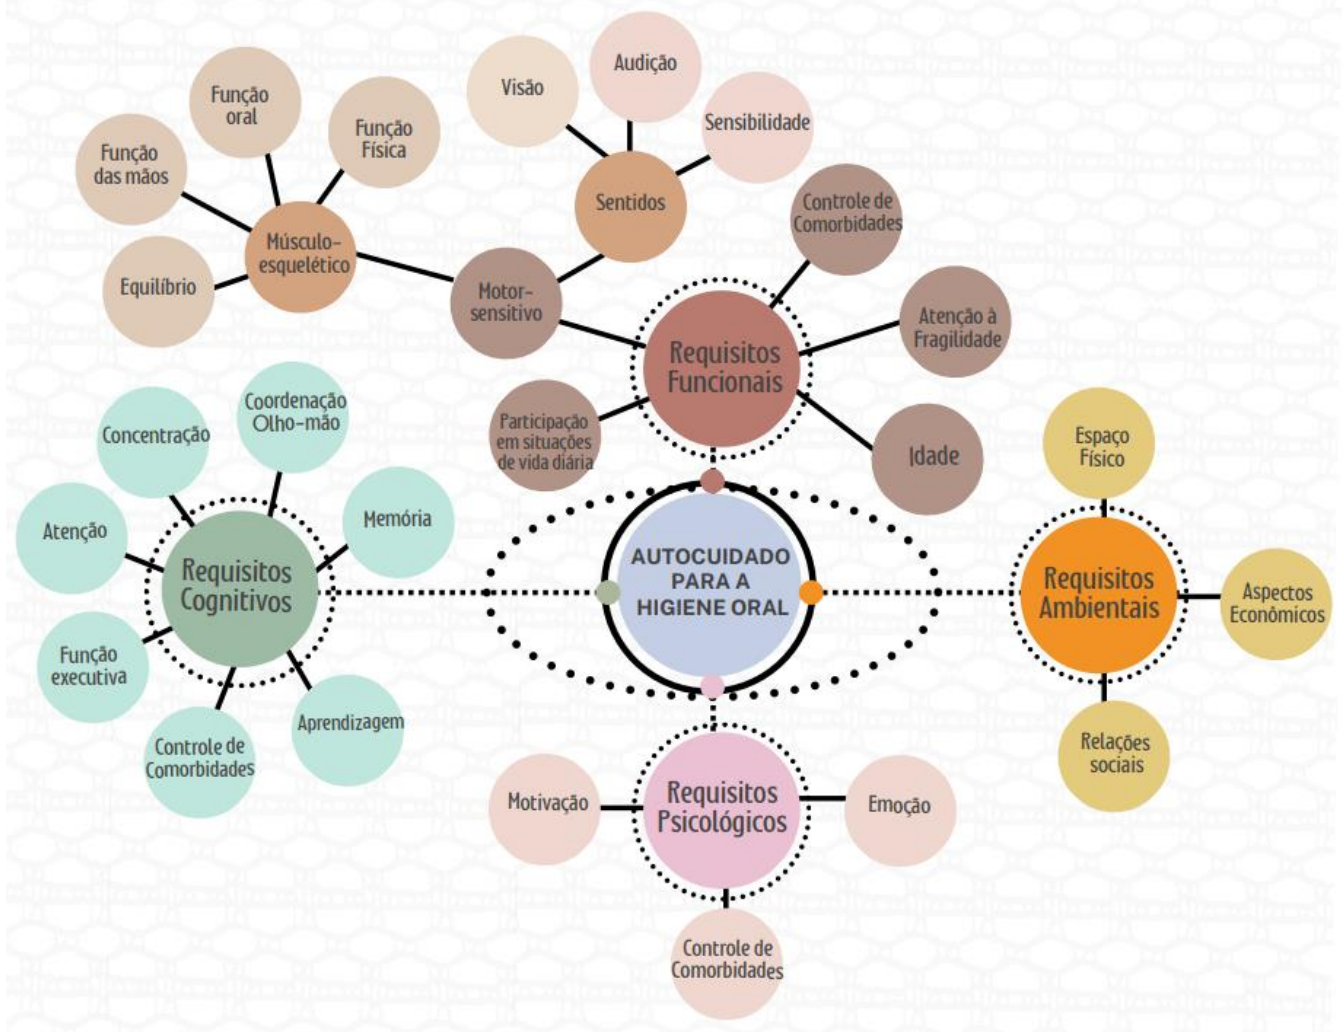 Função
oral
Função
Física
Função
das mãos
Equilíbrio
Músculo-
esquelético
Visão
Audição
Sensibilidade
Sentidos
Motor-
sensitivo
Controle de
Comorbidades
Atenção à
Fragilidade
Requisitos
Funcionais
Participação
em situações
de vida diária
Idade
Coordenação
Olho-mão
Concentração
Memória
Atenção
Requisitos
Cognitivos
Função
executiva
Controle de
Comorbidades
Aprendizagem
AUTOCUIDADO
PARA A
HIGIENE ORAL
Espaço
Físico
Requisitos
Ambientais
Aspectos
Econômicos
Relações
sociais
Motivação
Requisitos
Psicológicos
Emoção
Controle de
Comorbidades